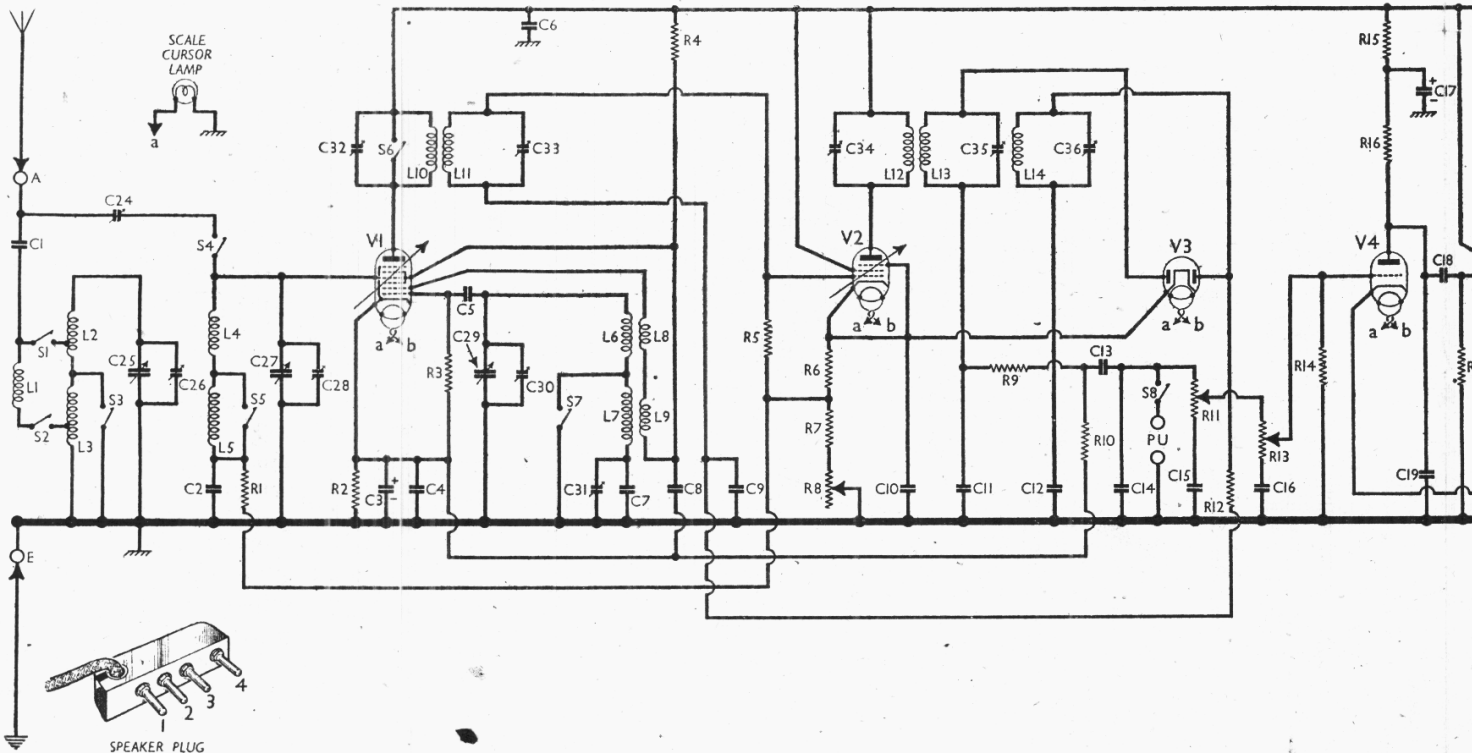 C6
R4
R15
C17
SCALE
CURSOR
LAMP
a
C32
S6
L10
L11
C33
C34
L12
L13
C35
L14
C36
R16
A
C24
C1
S4
V1
V2
V3
V4
C18
C5
a b
a b
a b
a b
L2
L4
L6
L8
R5
S1
C25
C26
C27
C28
R3
C29
C30
R6
R9
C13
R14
R
L1
S2
L3
S3
S5
L5
S7
L7
L9
R7
R10
S8
PU
R11
R13
C2
R1
R2
C3
C4
C31
C7
C8
C9
R8
C10
C11
C12
C14
C15
R12
C16
C19
E
1
2
3
4
SPEAKER PLUG